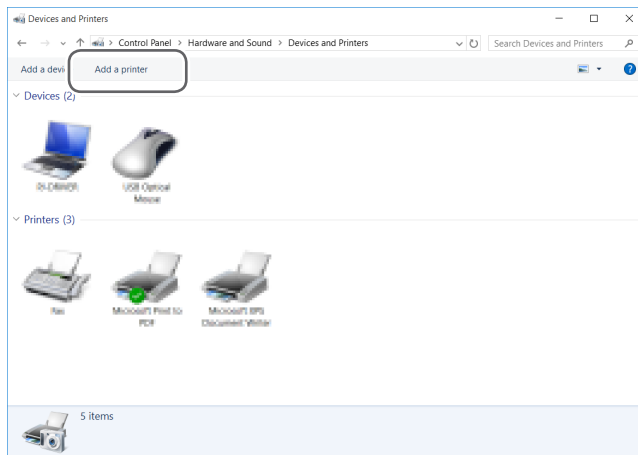 Devices and Printers
Control Panel > Hardware and Sound > Devices and Printers
Search Devices and Printers
Add a devi
Add a printer
Devices (2)
USB Optical
Mouse
Printers (3)
Fax
Microsoft Print to
PDF
Microsoft XPS
Document Writer
5 items